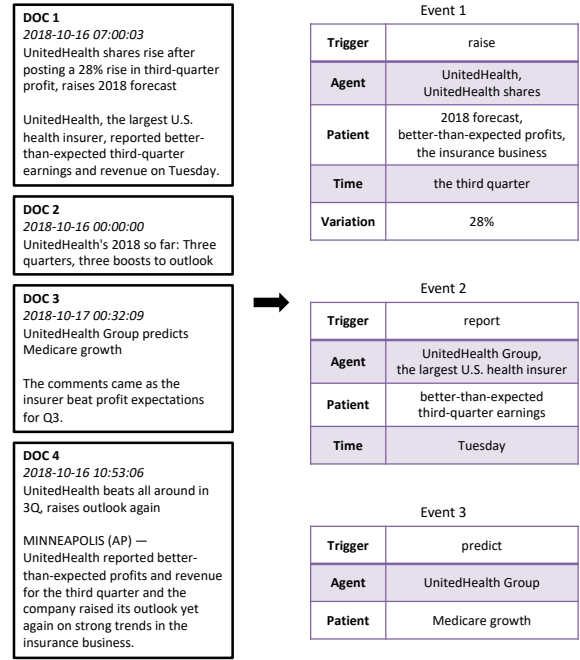 DOC 1
2018-10-16 07:00:03
UnitedHealth shares rise after
posting a 28% rise in third-quarter
profit, raises 2018 forecast
UnitedHealth, the largest U.S.
health insurer, reported better-
than-expected third-quarter
earnings and revenue on Tuesday.
DOC 2
2018-10-16 00:00:00
UnitedHealth's 2018 so far: Three
quarters, three boosts to outlook
DOC 3
2018-10-17 00:32:09
UnitedHealth Group predicts
Medicare growth
The comments came as the
insurer beat profit expectations
for Q3.
DOC 4
2018-10-16 10:53:06
UnitedHealth beats all around in
3Q, raises outlook again
MINNEAPOLIS (AP) —
UnitedHealth reported better-
than-expected profits and revenue
for the third quarter and the
company raised its outlook yet
again on strong trends in the
insurance business.
Event 1
Trigger raise
Agent UnitedHealth,
UnitedHealth shares
Patient 2018 forecast,
better-than-expected profits,
the insurance business
Time the third quarter
Variation 28%
Event 2
Trigger report
Agent UnitedHealth Group,
the largest U.S. health insurer
Patient better-than-expected
third-quarter earnings
Time Tuesday
Event 3
Trigger predict
Agent UnitedHealth Group
Patient Medicare growth